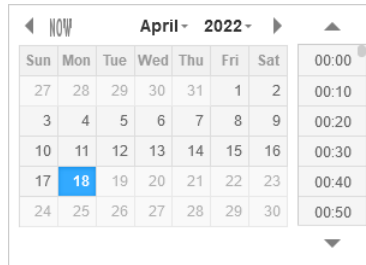 NOW April 2022
Sun Mon Tue Wed Thu Fri Sat 00:00
27 28 29 30 31 1 2 00:10
3 4 5 6 7 8 9 00:20
10 11 12 13 14 15 16 00:30
17 18 19 20 21 22 23 00:40
24 25 26 27 28 29 30 00:50